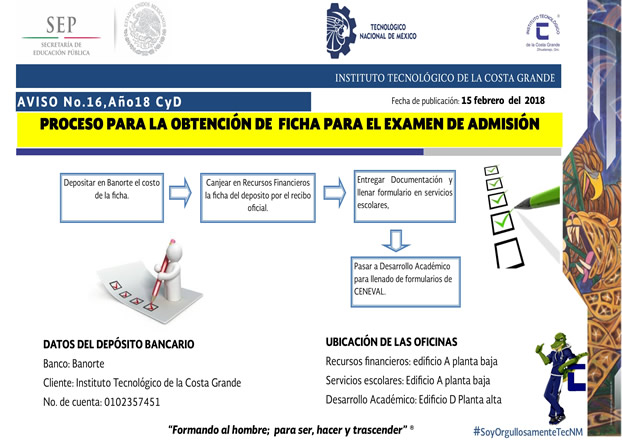 SEP
SECRETARÍA DE
EDUCACIÓN PÚBLICA
TECNOLÓGICO
NACIONAL DE MÉXICO
INSTITUTO TECNOLÓGICO
de la Costa Grande
INSTITUTO TECNOLÓGICO DE LA COSTA GRANDE
AVISO No.16,Año18 CyD
Fecha de publicación: 15 febrero del 2018
PROCESO PARA LA OBTENCIÓN DE FICHA PARA EL EXAMEN DE ADMISIÓN
Depositar en Banorte el costo
de la ficha.
Canjear en Recursos Financieros
la ficha del deposito por el recibo
oficial.
Entregar Documentación y
llenar formulario en servicios
escolares,
Pasar a Desarrollo Académico
para llenado de formularios de
CENEVAL.
DATOS DEL DEPÓSITO BANCARIO
Banco: Banorte
Cliente: Instituto Tecnológico de la Costa Grande
No. de cuenta: 0102357451
UBICACIÓN DE LAS OFICINAS
Recursos financieros: edificio A planta baja
Servicios escolares: Edificio A planta baja
Desarrollo Académico: Edificio D Planta alta
"Formando al hombre; para ser, hacer y trascender" ®
#SoyOrgullosamenteTecNM